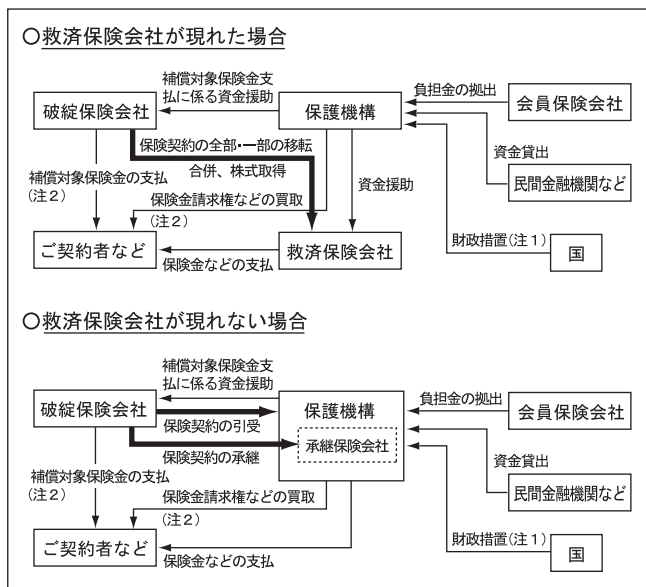 ○救済保険会社が現れた場合
補償対象保険金支
払に係る資金援助
負担金の拠出
破綻保険会社
保護機構
会員保険会社
保険契約の全部・一部の移転
合併、株式取得
資金貸出
補償対象保険金の支払
(注2)
保険金請求権などの買取
(注2)
資金援助
民間金融機関など
ご契約者など
保険金などの支払
救済保険会社
財政措置(注1)
国
○救済保険会社が現れない場合
補償対象保険金支
払に係る資金援助
負担金の拠出
破綻保険会社
保護機構
会員保険会社
保険契約の引受
承継保険会社
保険契約の承継
資金貸出
補償対象保険金の支払
(注2)
保険金請求権などの買取
(注2)
民間金融機関など
ご契約者など
保険金などの支払
財政措置(注1)
国